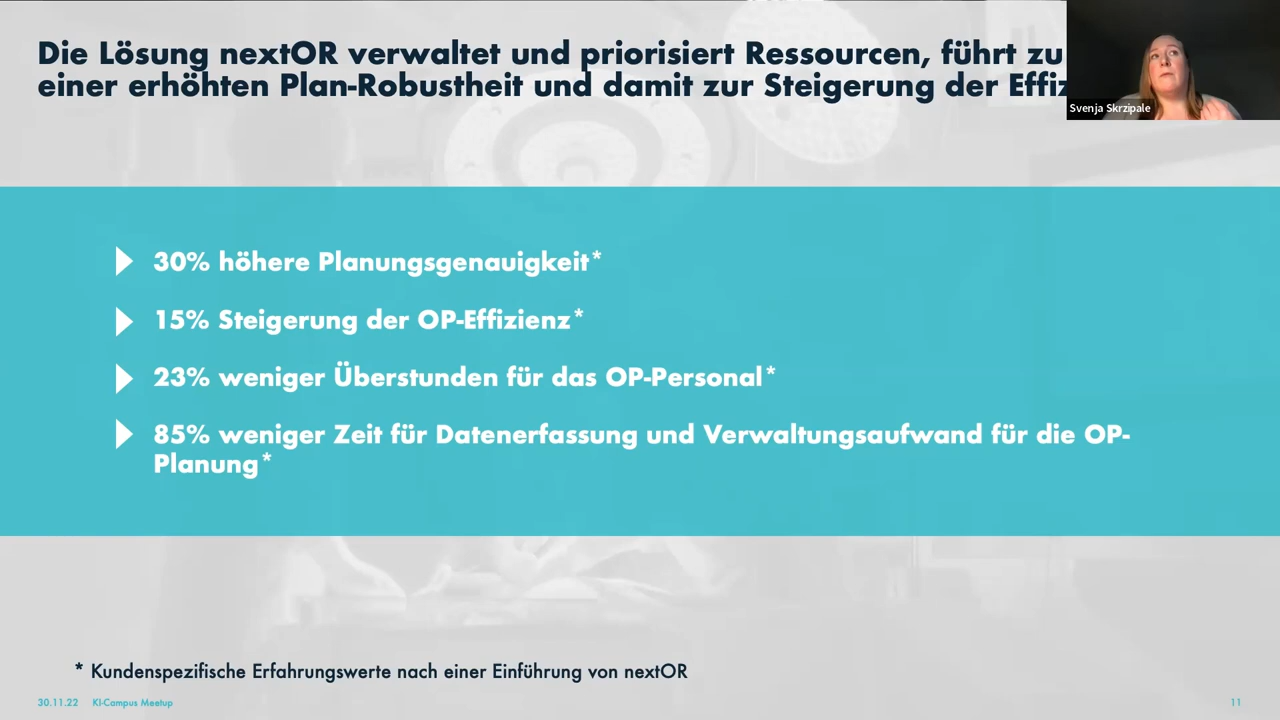 Die Lösung nextOR verwaltet und priorisiert Ressourcen, führt zu
einer erhöhten Plan-Robustheit und damit zur Steigerung der
Svenja Skrzipale
30% höhere Planungsgenauigkeit*
15% Steigerung der OP-Effizienz*
23% weniger Überstunden für das OP-Personal*
85% weniger Zeit für Datenerfassung und Verwaltungsaufwand für die OP-
Planung*
* Kundenspezifische Erfahrungswerte nach einer Einführung von nextOR
30.11.22 KI-Campus Meetup
11